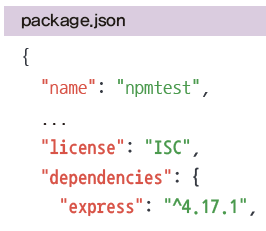 package.json
{
"name": "npmtest",
...
"license": "ISC",
"dependencies": {
"express": "^4.17.1",